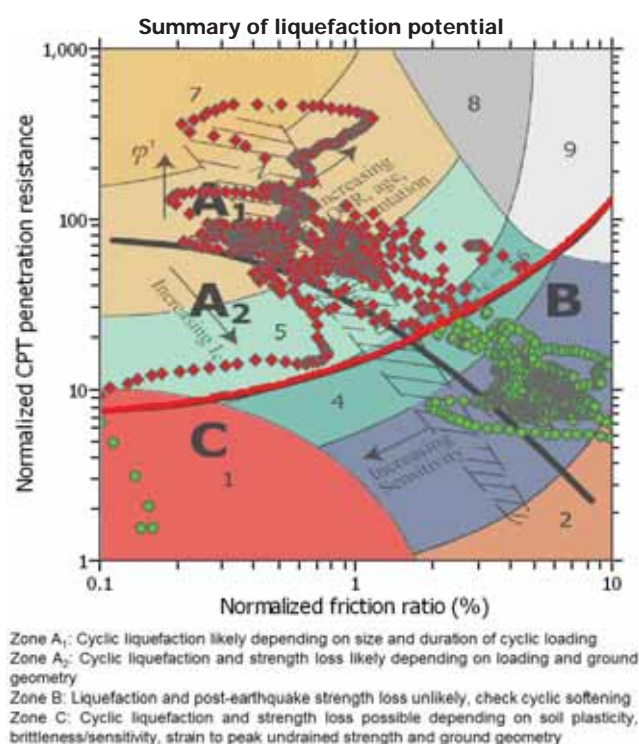 Summary of liquefaction potential
1,000
7
8
9
φ'
Increasing
OCR, age,
A1
100
A2
B
Increasing Ic
5
10
4
C
Increasing
Sensitivity
1
2
1
0.1
1
10
Normalized CPT penetration resistance
Normalized friction ratio (%)
Zone A1: Cyclic liquefaction likely depending on size and duration of cyclic loading
Zone A2: Cyclic liquefaction and strength loss likely depending on loading and ground
geometry
Zone B: Liquefaction and post-earthquake strength loss unlikely, check cyclic softening
Zone C: Cyclic liquefaction and strength loss possible depending on soil plasticity,
brittleness/sensitivity, strain to peak undrained strength and ground geometry